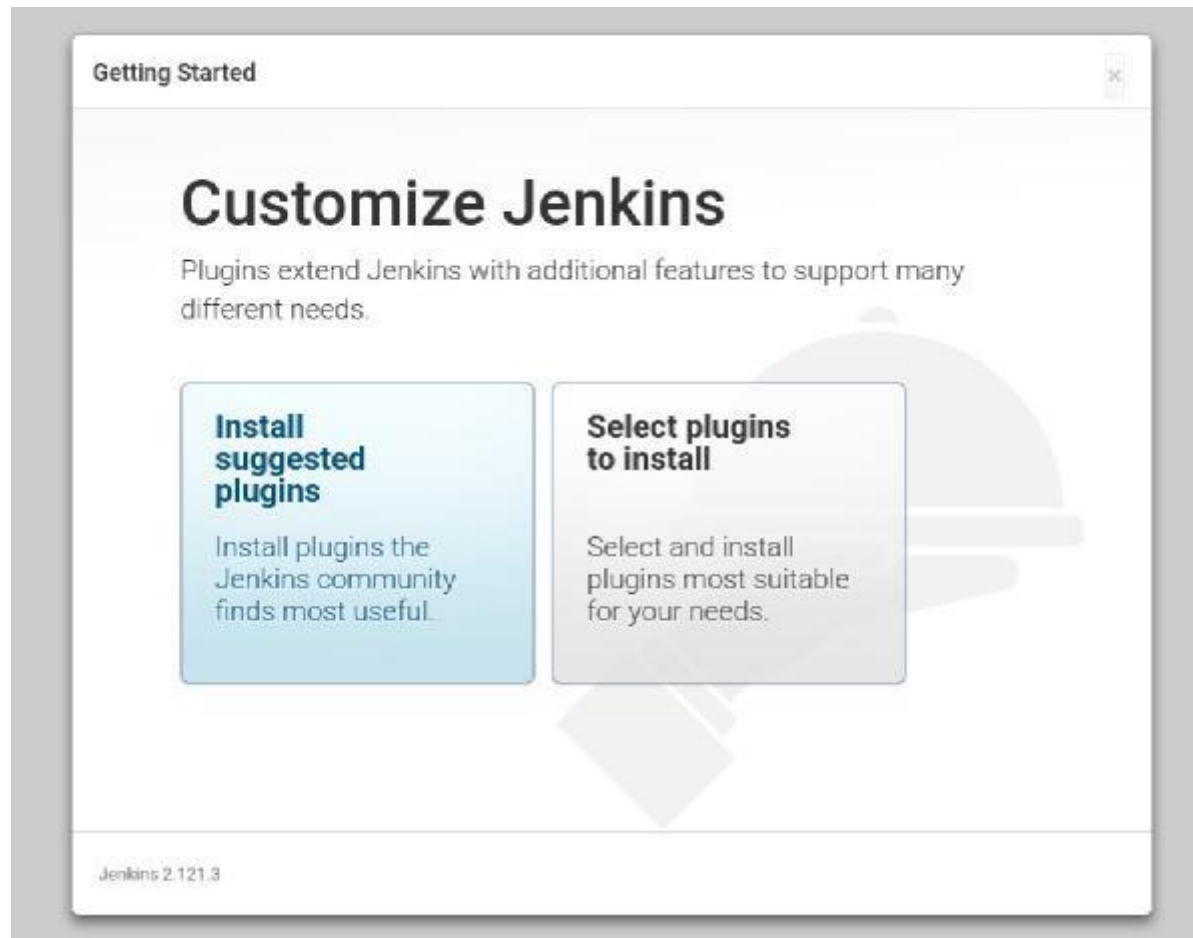 Getting Started
×
Customize Jenkins
Plugins extend Jenkins with additional features to support many
different needs.
Install
suggested
plugins
Install plugins the
Jenkins community
finds most useful.
Select plugins
to install
Select and install
plugins most suitable
for your needs.
Jenkins 2.121.3